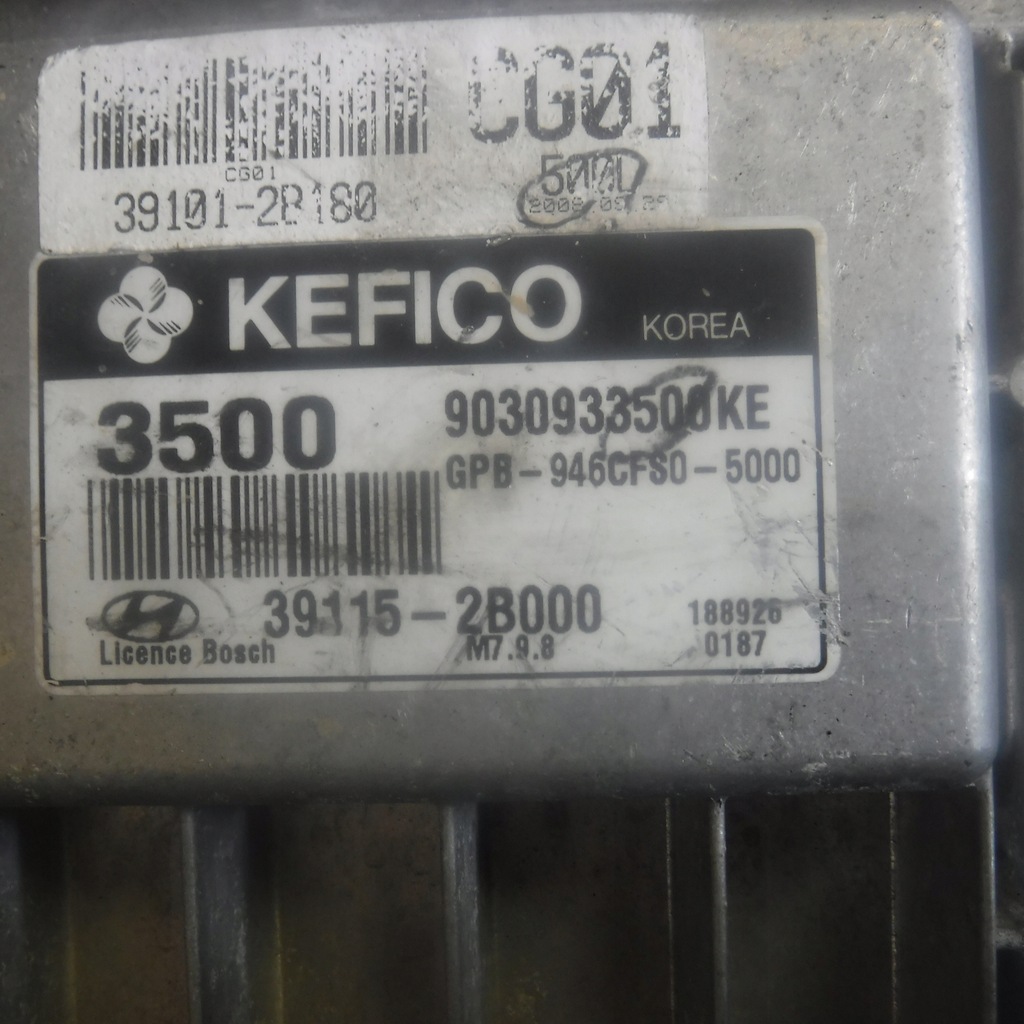 CG01
CG01
39101-2B180
500D
KEFICO
KOREA
3500
9030933500KE
GPB-946CFS0-5000
39115-2B000
188926
Licence Bosch
M7.9.8
0187